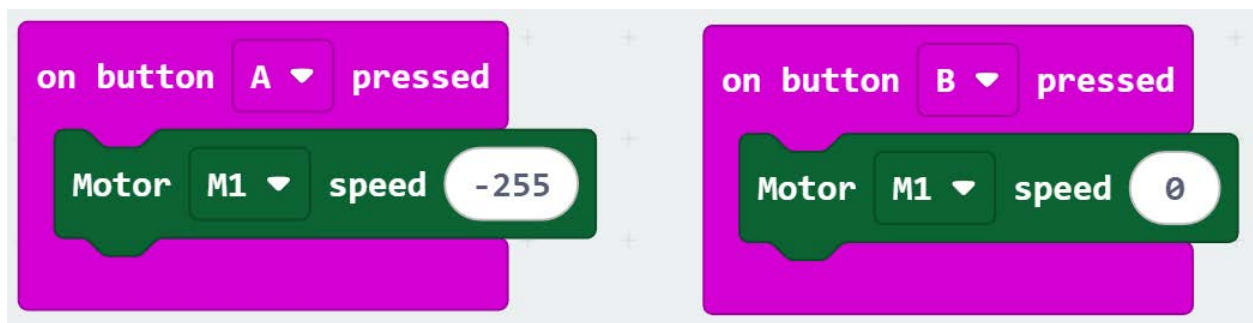 on button A pressed
Motor M1 speed -255
on button B pressed
Motor M1 speed 0